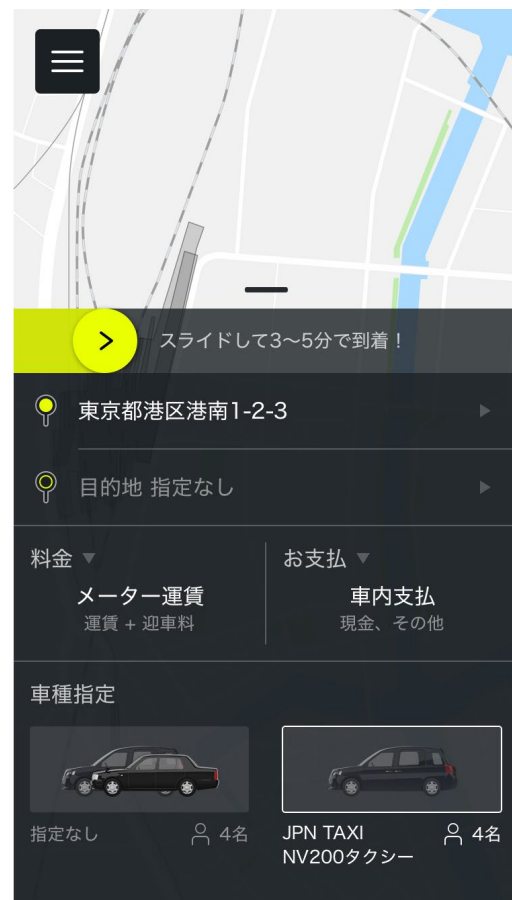 スライドして3〜5分で到着！
東京都港区港南1-2-3
目的地 指定なし
料金 ▼
お支払 ▼
メーター運賃
車内支払
運賃 + 迎車料
現金、その他
車種指定
指定なし 4名
JPN TAXI 4名
NV200タクシー